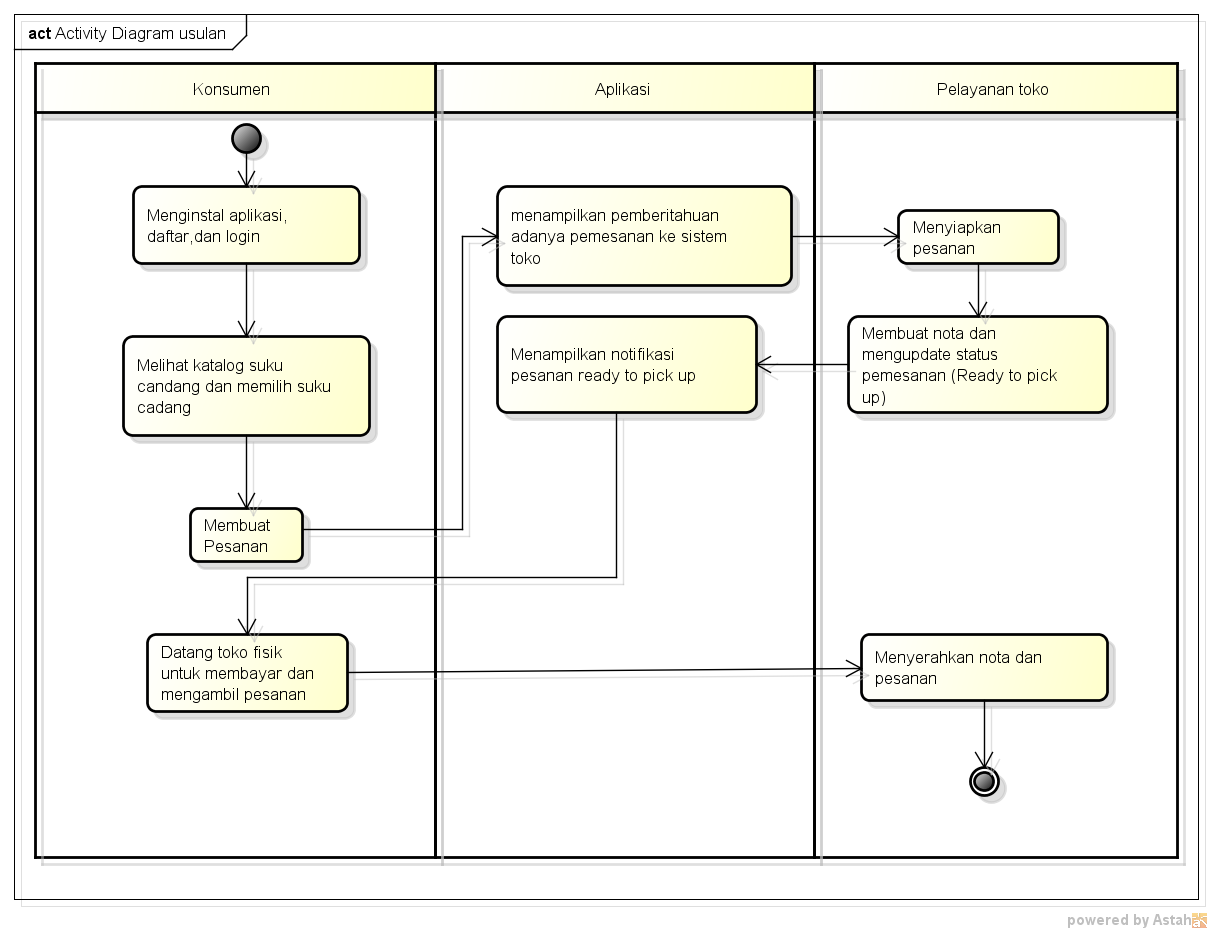 act Activity Diagram usulan
Konsumen
Aplikasi
Pelayanan toko
Menginstal aplikasi,
daftar,dan login
menampilkan pemberitahuan
adanya pemesanan ke sistem
toko
Menyiapkan
pesanan
Melihat katalog suku
candang dan memilih suku
cadang
Menampilkan notifikasi
pesanan ready to pick up
Membuat nota dan
mengupdate status
pemesanan (Ready to pick
up)
Membuat
Pesanan
Datang toko fisik
untuk membayar dan
mengambil pesanan
Menyerahkan nota dan
pesanan
powered by Astah